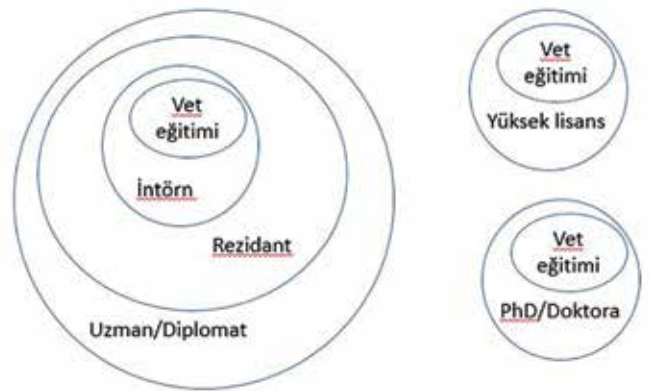 Vet
eğitimi
İntörn
Rezidant
Uzman/Diplomat
Vet
eğitimi
Yüksek lisans
Vet
eğitimi
PhD/Doktora